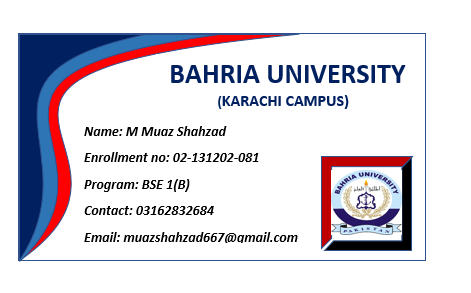 BAHRIA UNIVERSITY
(KARACHI CAMPUS)
Name: M Muaz Shahzad
Enrollment no: 02-131202-081
Program: BSE 1(B)
Contact: 03162832684
Email: muazshahzad667@gmail.com
BAHRIA UNIVERSITY
PAKISTAN